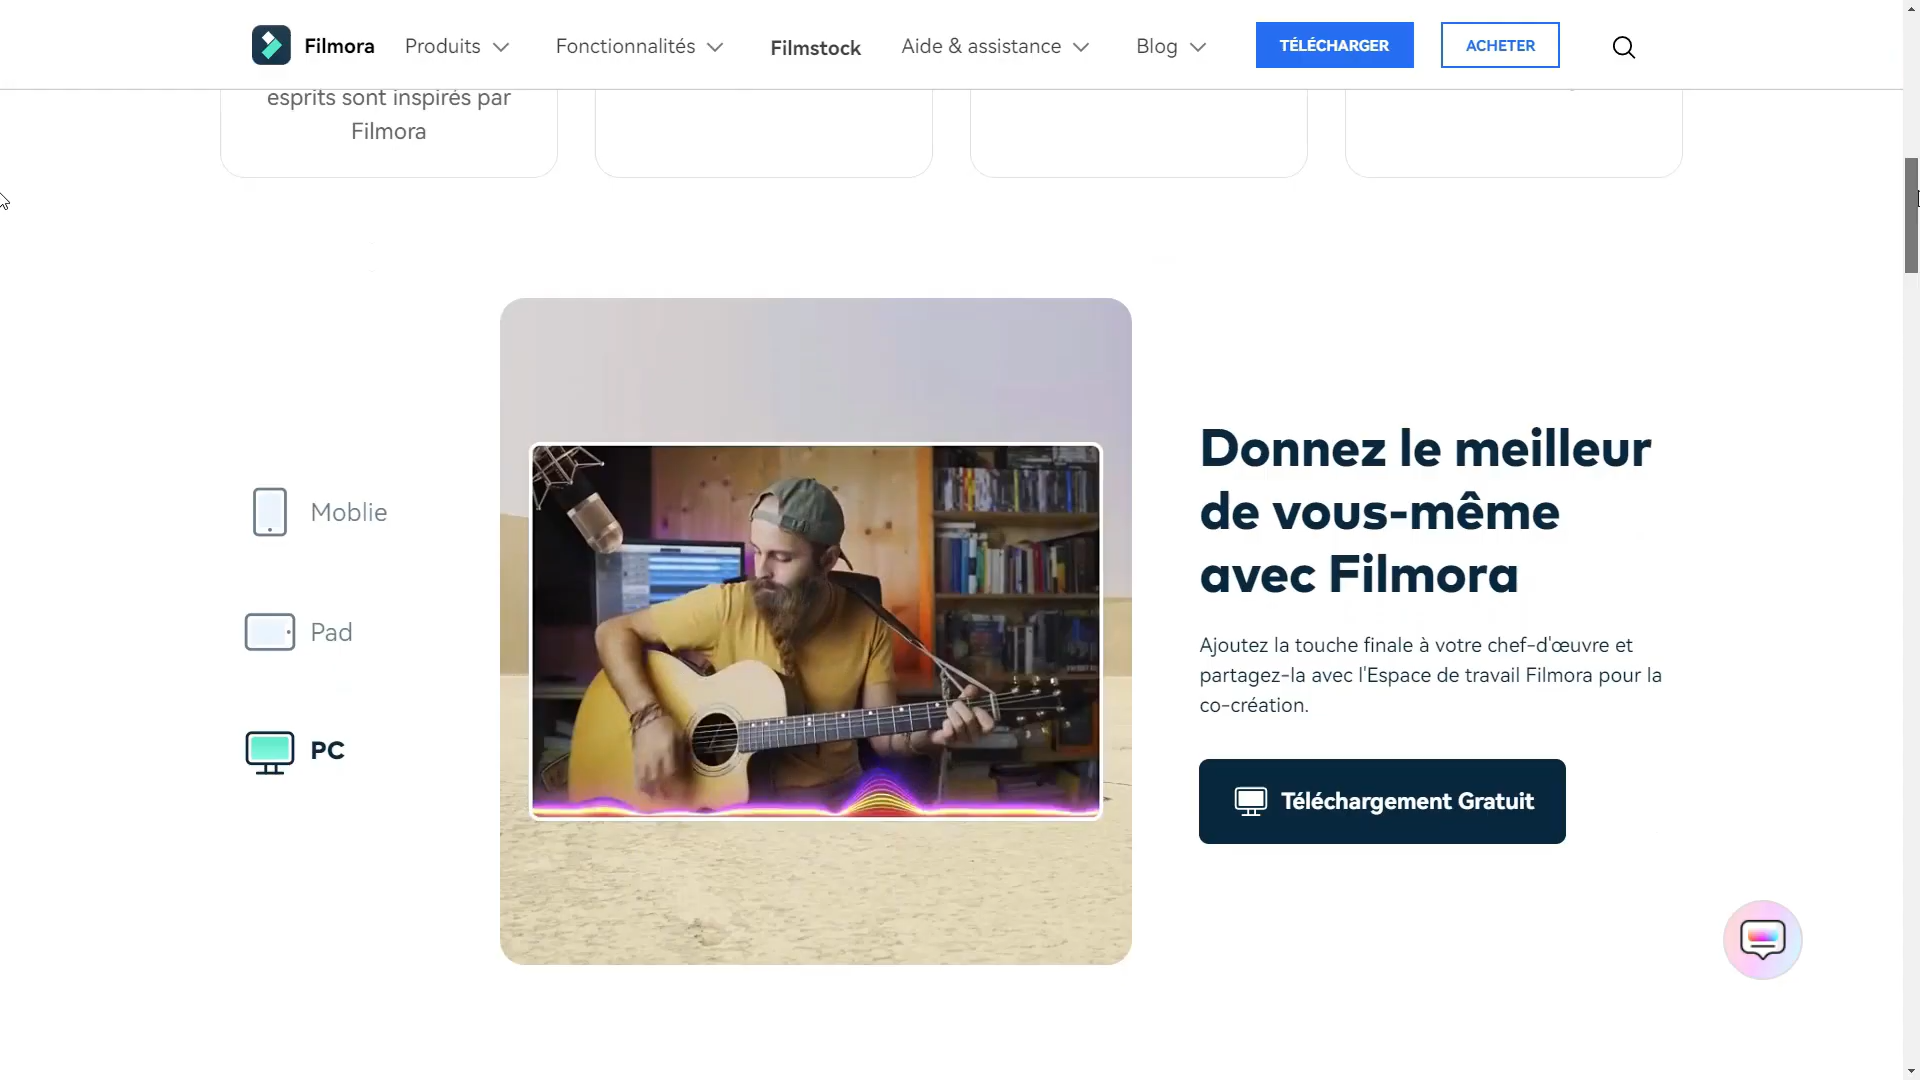 Filmora
Produits
Fonctionnalités
Filmstock
Aide & assistance
Blog
TÉLÉCHARGER
ACHETER
esprits sont inspirés par
Filmora
Moblie
Pad
PC
Donnez le meilleur
de vous-même
avec Filmora
Ajoutez la touche finale à votre chef-d'œuvre et
partagez-la avec l'Espace de travail Filmora pour la
co-création.
Téléchargement Gratuit